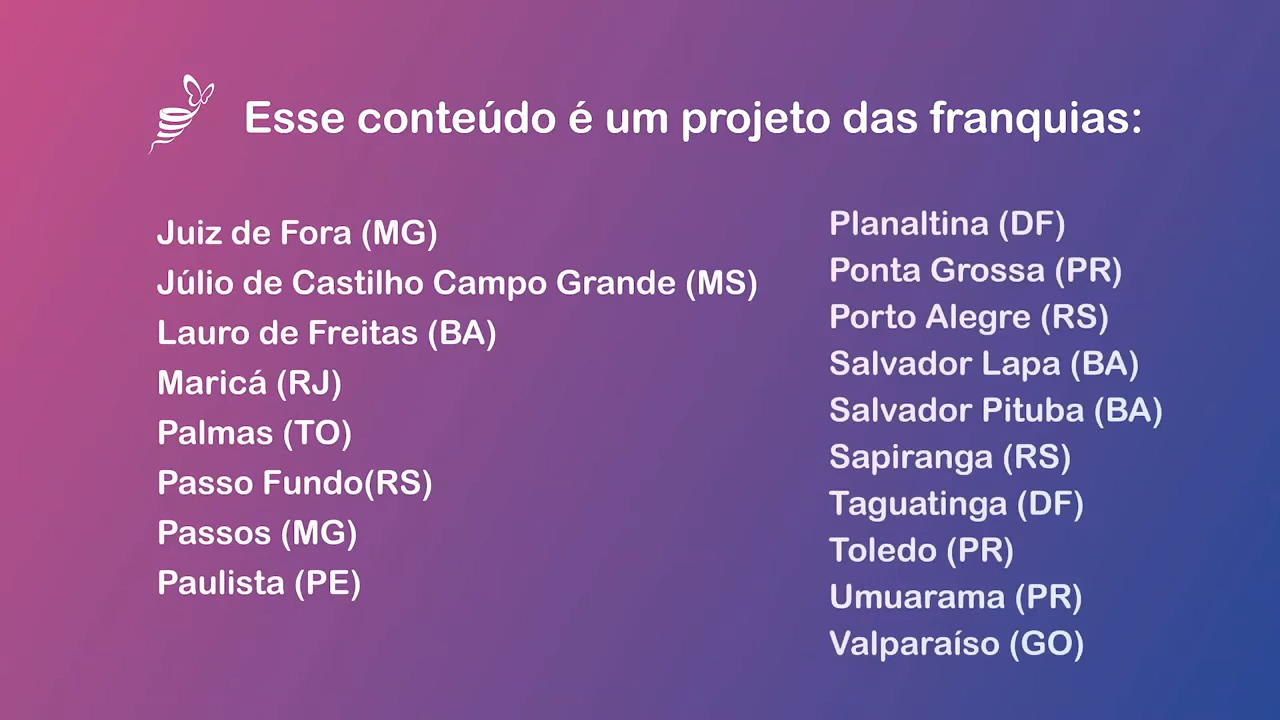 Esse conteúdo é um projeto das franquias:
Juiz de Fora (MG)
Júlio de Castilho Campo Grande (MS)
Lauro de Freitas (BA)
Maricá (RJ)
Palmas (TO)
Passo Fundo(RS)
Passos (MG)
Paulista (PE)
Planaltina (DF)
Ponta Grossa (PR)
Porto Alegre (RS)
Salvador Lapa (BA)
Salvador Pituba (BA)
Sapiranga (RS)
Taguatinga (DF)
Toledo (PR)
Umuarama (PR)
Valparaíso (GO)